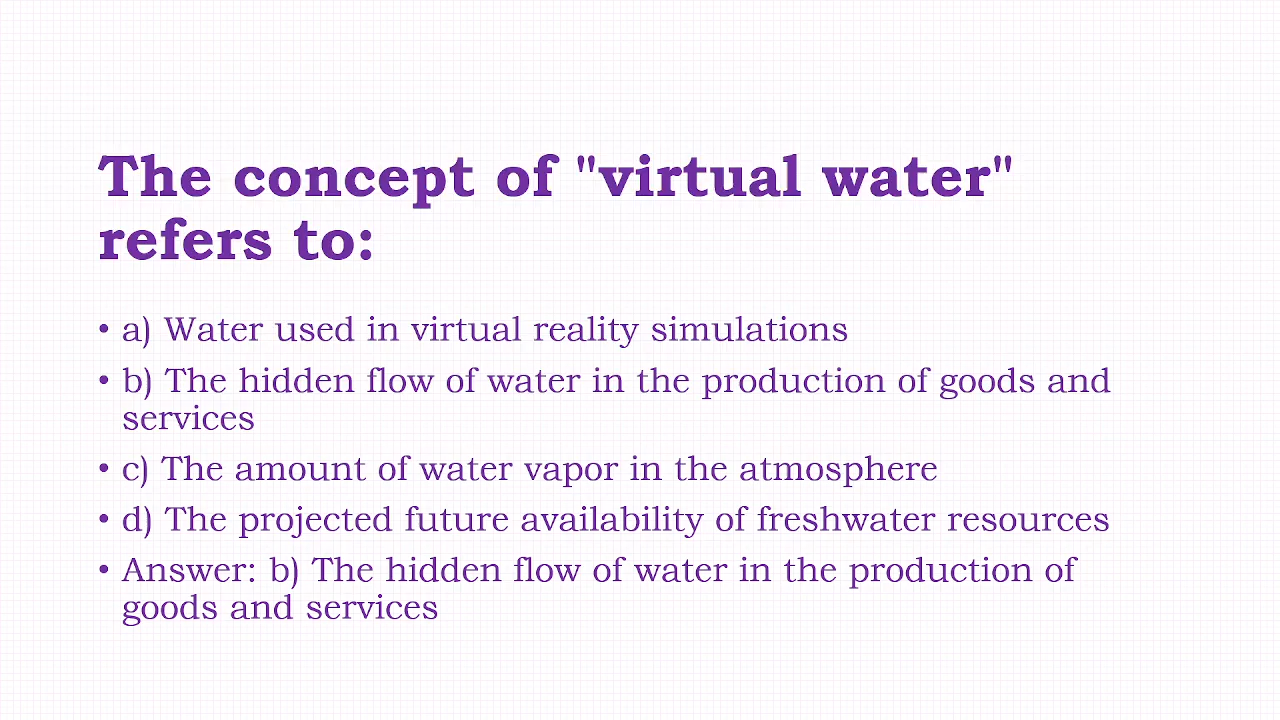 The concept of "virtual water"
refers to:
• a) Water used in virtual reality simulations
• b) The hidden flow of water in the production of goods and
services
• c) The amount of water vapor in the atmosphere
• d) The projected future availability of freshwater resources
• Answer: b) The hidden flow of water in the production of
goods and services